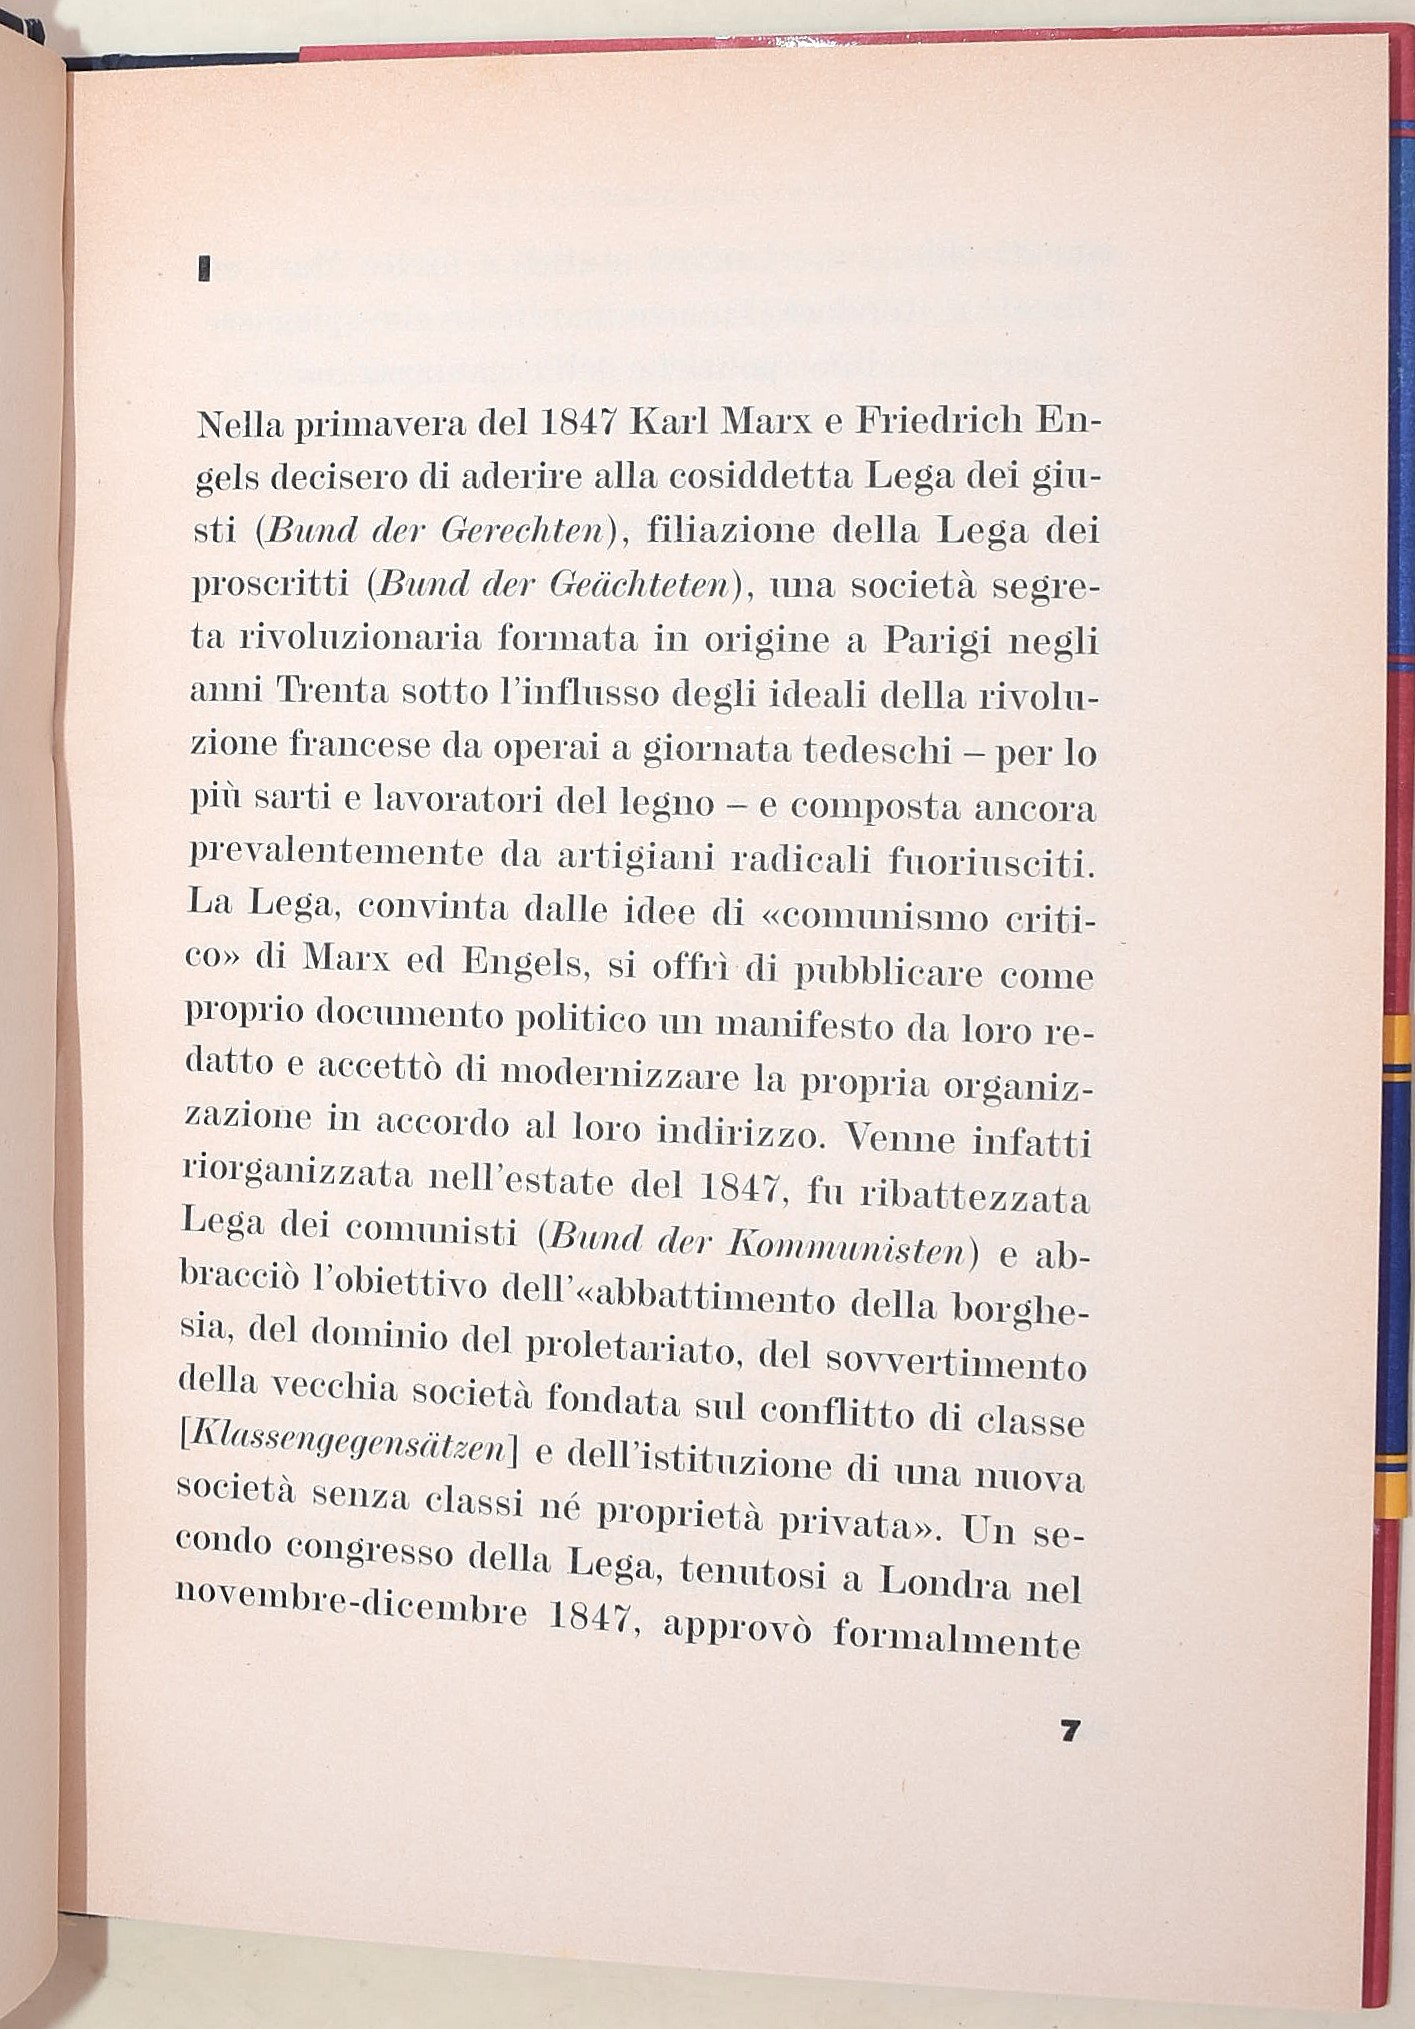 I
Nella primavera del 1847 Karl Marx e Friedrich En-
gels decisero di aderire alla cosiddetta Lega dei giu-
sti (Bund der Gerechten), filiazione della Lega dei
proscritti (Bund der Geächteten), una società segre-
ta rivoluzionaria formata in origine a Parigi negli
anni Trenta sotto l'influsso degli ideali della rivolu-
zione francese da operai a giornata tedeschi – per lo
più sarti e lavoratori del legno – e composta ancora
prevalentemente da artigiani radicali fuoriusciti.
La Lega, convinta dalle idee di «comunismo criti-
co» di Marx ed Engels, si offrì di pubblicare come
proprio documento politico un manifesto da loro re-
datto e accettò di modernizzare la propria organiz-
zazione in accordo al loro indirizzo. Venne infatti
riorganizzata nell'estate del 1847, fu ribattezzata
Lega dei comunisti (Bund der Kommunisten) e ab-
bracciò l'obiettivo dell'«abbattimento della borghe-
sia, del dominio del proletariato, del sovvertimento
della vecchia società fondata sul conflitto di classe
[Klassengegensätzen] e dell'istituzione di una nuova
società senza classi né proprietà privata». Un se-
condo congresso della Lega, tenutosi a Londra nel
novembre-dicembre 1847, approvò formalmente
7